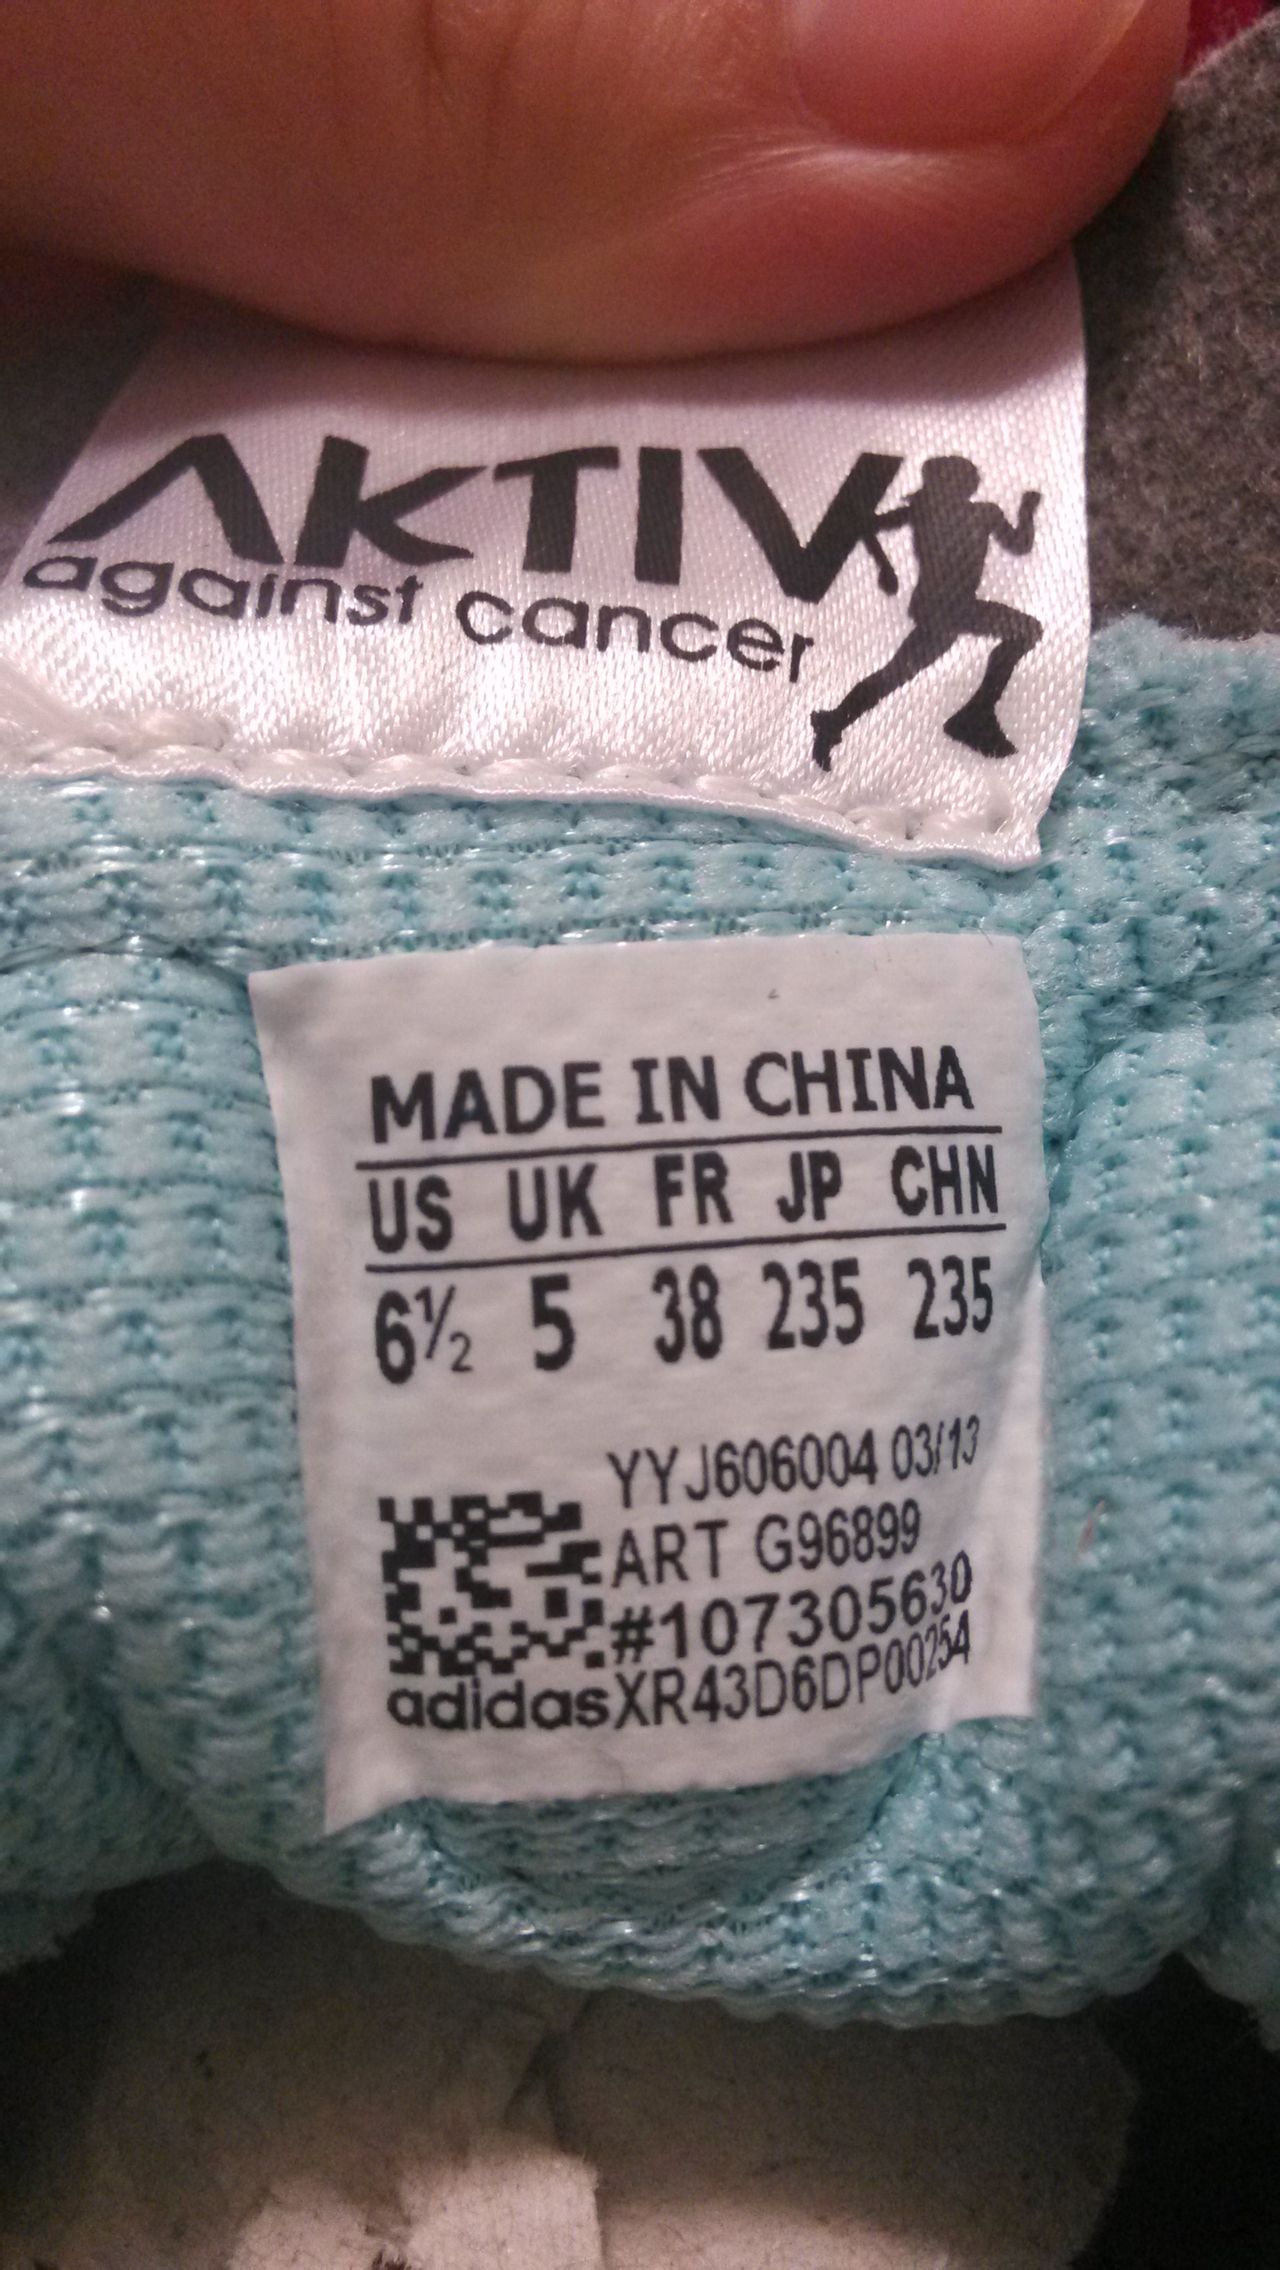 AKTIV
against cancer
MADE IN CHINA
US UK FR JP CHN
6½ 5 38 235 235
YYJ606004 03/13
ART G96899
#107305630
adidas XR43D6DP00254